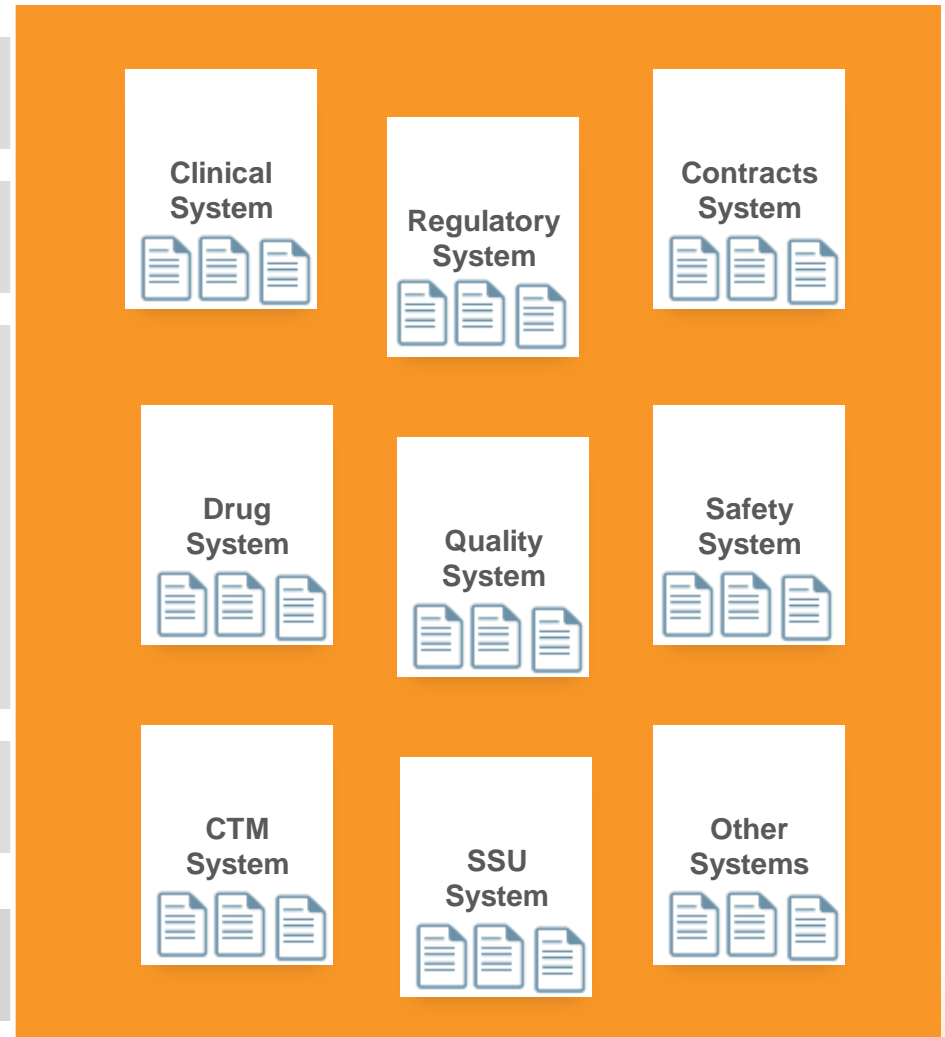 Clinical
System
Regulatory
System
Contracts
System
Drug
System
Quality
System
Safety
System
CTM
System
SSU
System
Other
Systems